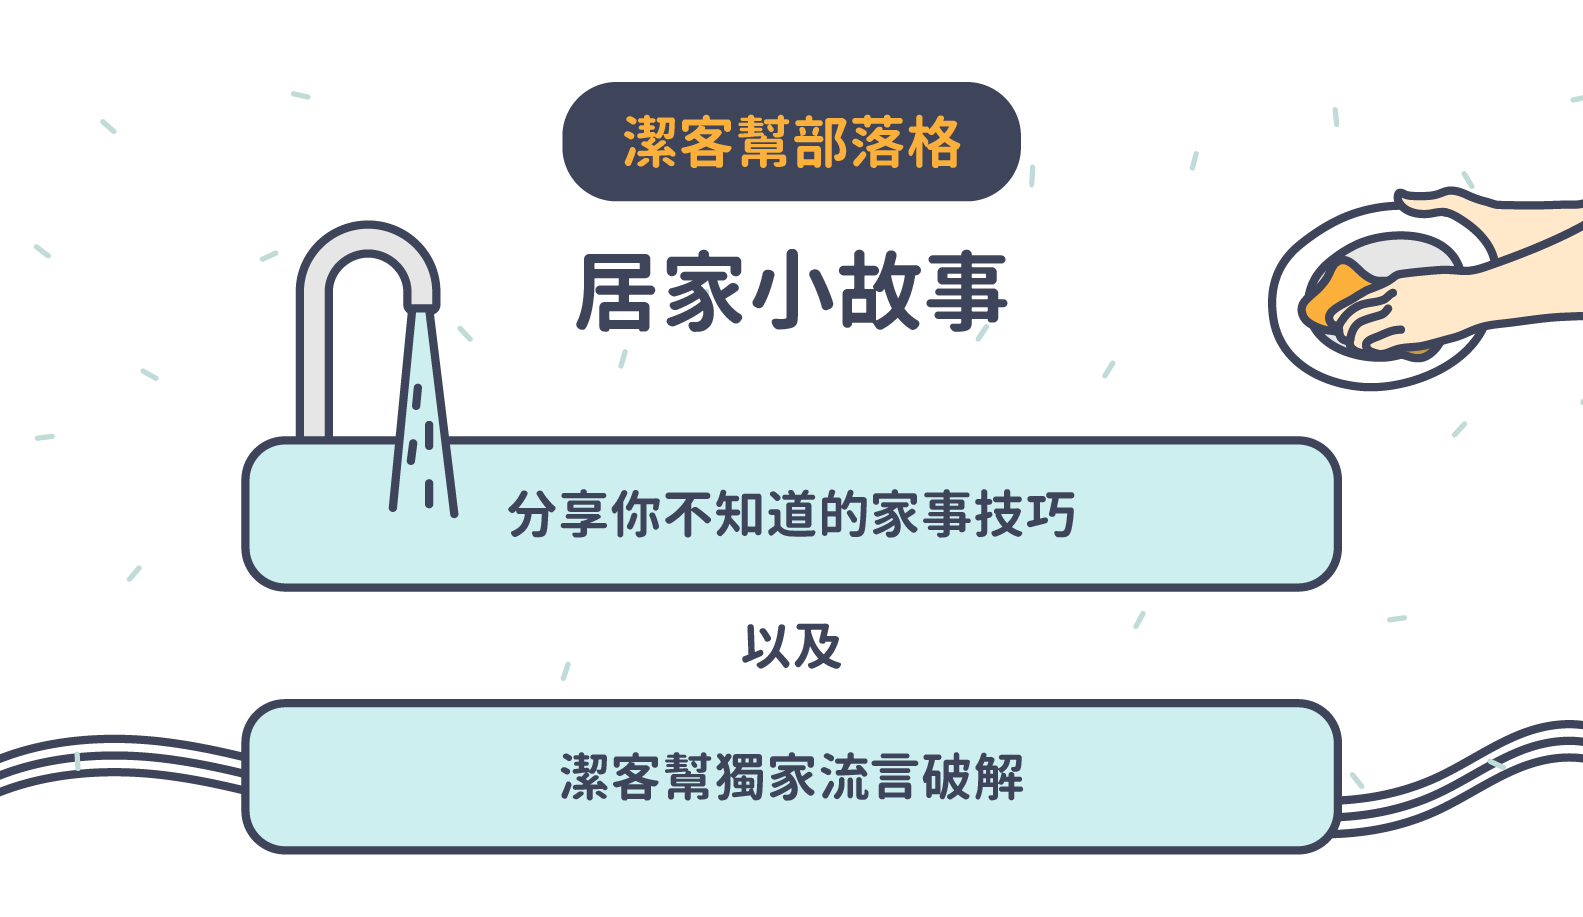 潔客幫部落格
居家小故事
分享你不知道的家事技巧
以及
潔客幫獨家流言破解